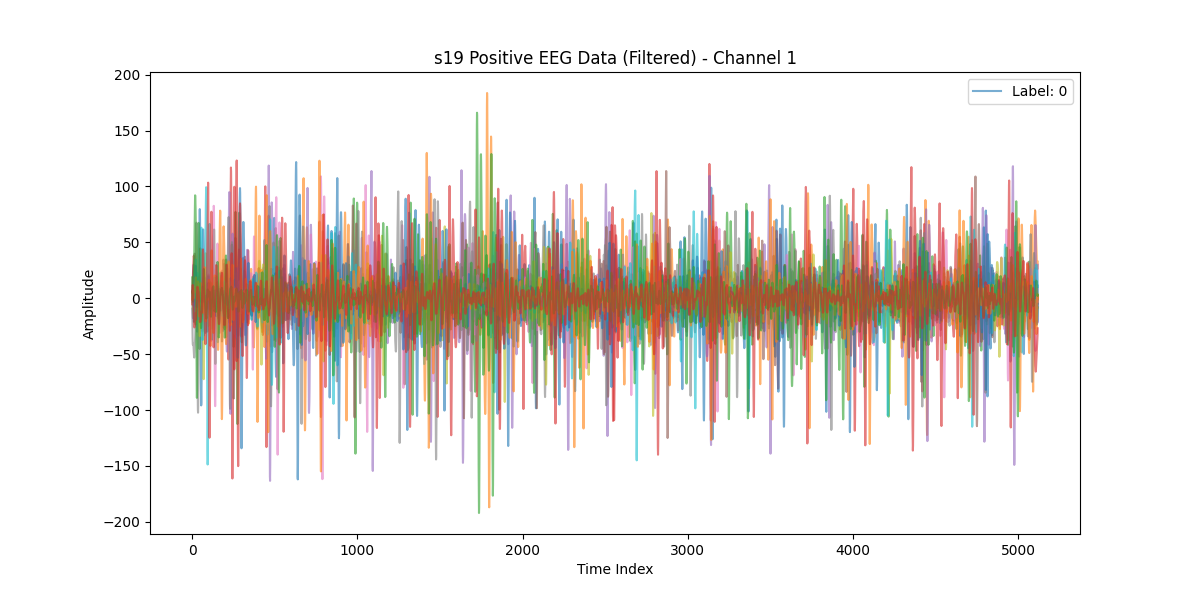 s19 Positive EEG Data (Filtered) - Channel 1
Label: 0
Amplitude
200
150
100
50
0
−50
−100
−150
−200
0 1000 2000 3000 4000 5000
Time Index